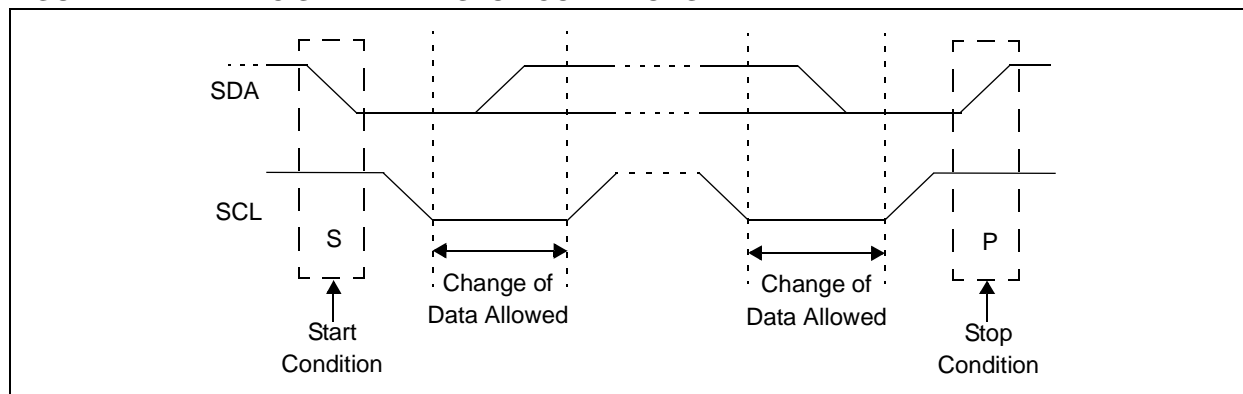 SDA
SCL
S
P
Change of
Data Allowed
Change of
Data Allowed
Start
Condition
Stop
Condition